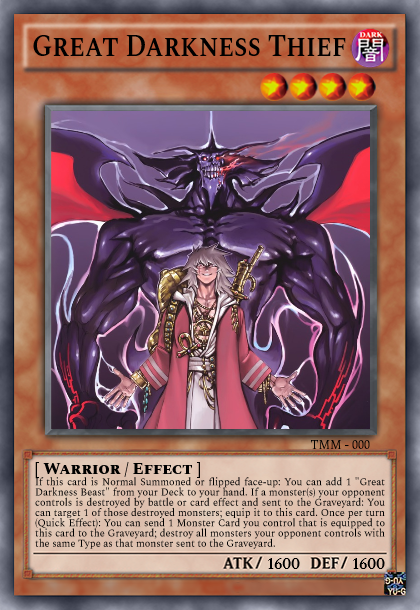 GREAT DARKNESS THIEF
DARK
闇
TMM - 000
[ WARRIOR / EFFECT ]
If this card is Normal Summoned or flipped face-up: You can add 1 "Great
Darkness Beast" from your Deck to your hand. If a monster(s) your opponent
controls is destroyed by battle or card effect and sent to the Graveyard: You
can target 1 of those destroyed monsters; equip it to this card. Once per turn
(Quick Effect): You can send 1 Monster Card you control that is equipped to
this card to the Graveyard; destroy all monsters your opponent controls with
the same Type as that monster sent to the Graveyard.
ATK / 1600 DEF / 1600